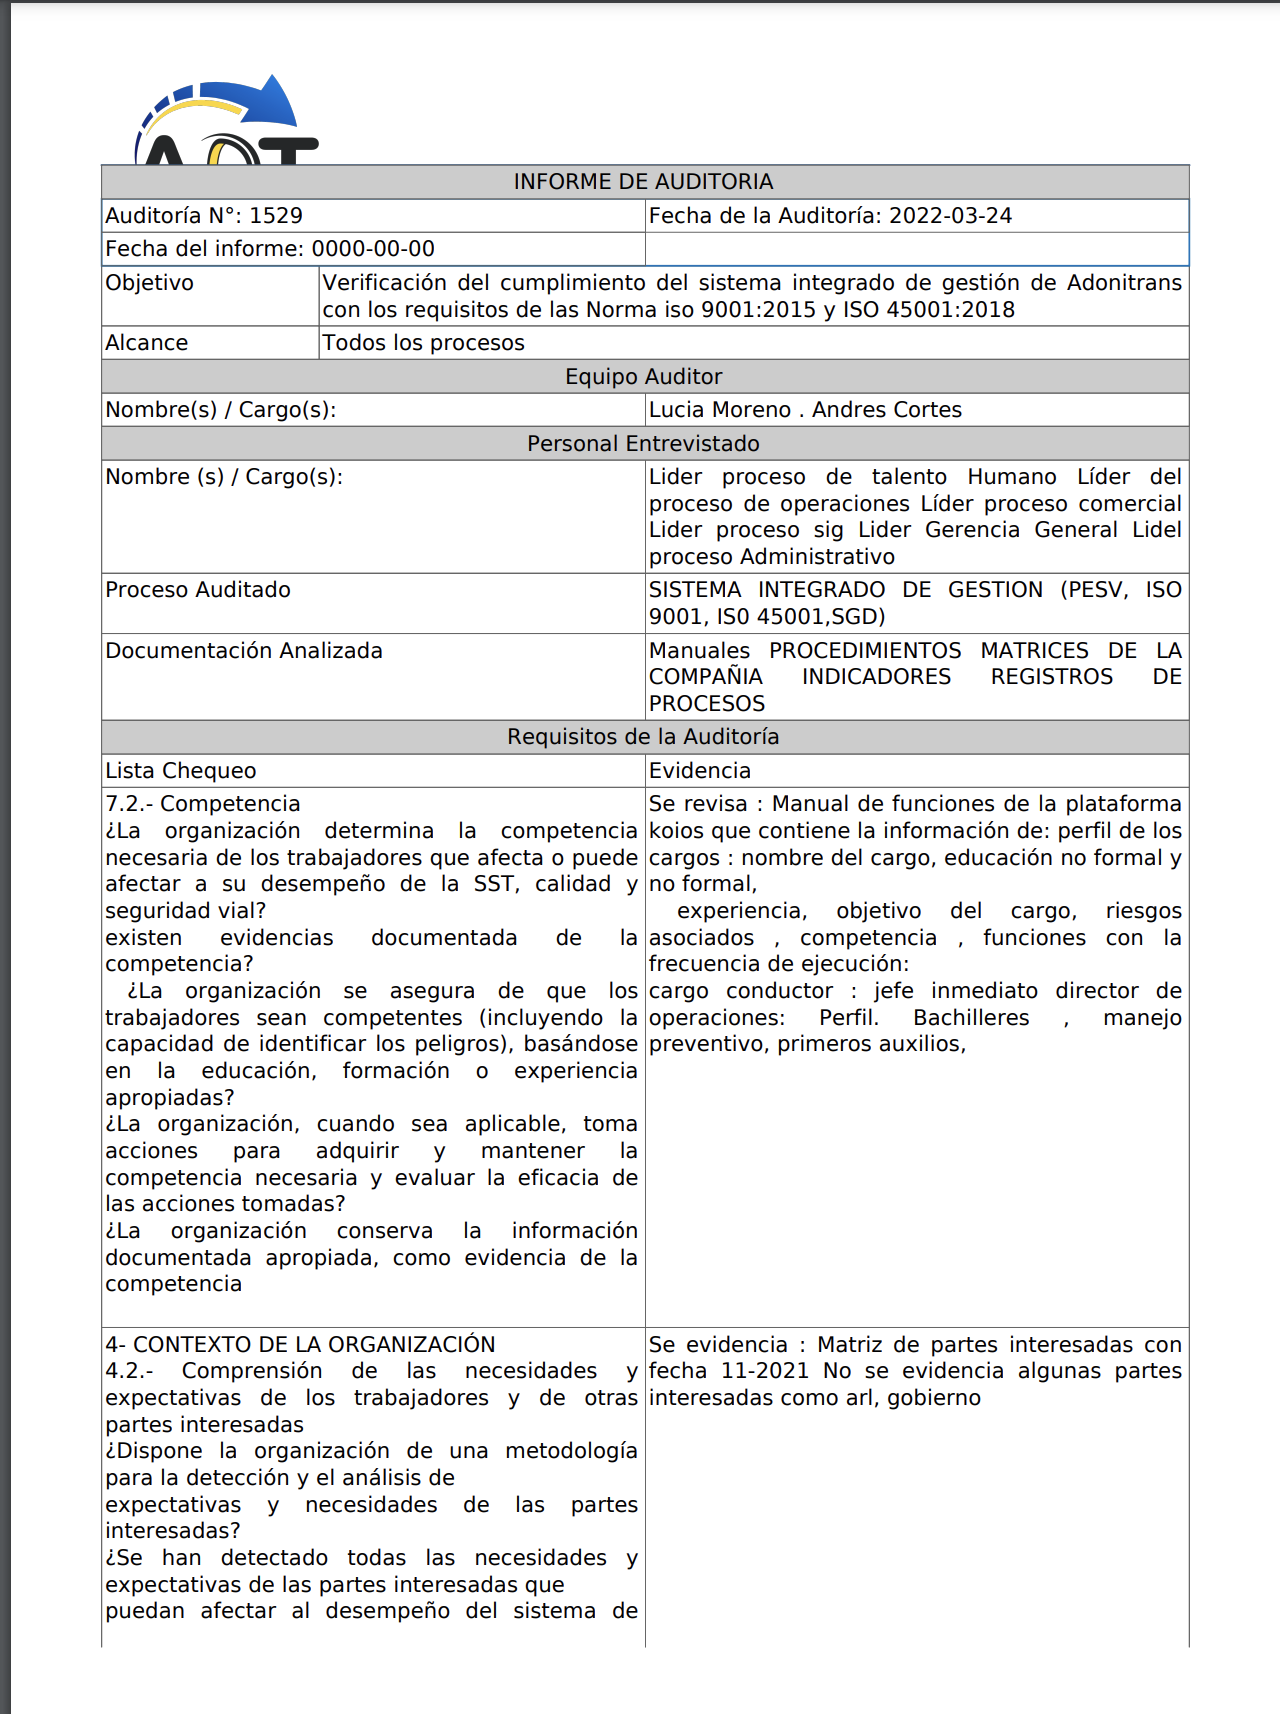 INFORME DE AUDITORIA
Auditoría N°: 1529
Fecha de la Auditoría: 2022-03-24
Fecha del informe: 0000-00-00
Objetivo
Verificación del cumplimiento del sistema integrado de gestión de Adonitrans
con los requisitos de las Norma iso 9001:2015 y ISO 45001:2018
Alcance
Todos los procesos
Equipo Auditor
Nombre(s) / Cargo(s):
Lucia Moreno . Andres Cortes
Personal Entrevistado
Nombre (s) / Cargo(s):
Lider proceso de talento Humano Líder del
proceso de operaciones Líder proceso comercial
Lider proceso sig Lider Gerencia General Lidel
proceso Administrativo
Proceso Auditado
SISTEMA INTEGRADO DE GESTION (PESV, ISO
9001, IS0 45001,SGD)
Documentación Analizada
Manuales PROCEDIMIENTOS MATRICES DE LA
COMPAÑIA INDICADORES REGISTROS DE
PROCESOS
Requisitos de la Auditoría
Lista Chequeo
Evidencia
7.2.- Competencia
¿La organización determina la competencia
necesaria de los trabajadores que afecta o puede
afectar a su desempeño de la SST, calidad y
seguridad vial?
existen evidencias documentada de la
competencia?
¿La organización se asegura de que los
trabajadores sean competentes (incluyendo la
capacidad de identificar los peligros), basándose
en la educación, formación o experiencia
apropiadas?
¿La organización, cuando sea aplicable, toma
acciones para adquirir y mantener la
competencia necesaria y evaluar la eficacia de
las acciones tomadas?
¿La organización conserva la información
documentada apropiada, como evidencia de la
competencia
Se revisa : Manual de funciones de la plataforma
koios que contiene la información de: perfil de los
cargos : nombre del cargo, educación no formal y
no formal,
experiencia, objetivo del cargo, riesgos
asociados , competencia , funciones con la
frecuencia de ejecución:
cargo conductor : jefe inmediato director de
operaciones: Perfil. Bachilleres , manejo
preventivo, primeros auxilios,
4- CONTEXTO DE LA ORGANIZACIÓN
4.2.- Comprensión de las necesidades y
expectativas de los trabajadores y de otras
partes interesadas
¿Dispone la organización de una metodología
para la detección y el análisis de
expectativas y necesidades de las partes
interesadas?
¿Se han detectado todas las necesidades y
expectativas de las partes interesadas que
puedan afectar al desempeño del sistema de
Se evidencia : Matriz de partes interesadas con
fecha 11-2021 No se evidencia algunas partes
interesadas como arl, gobierno